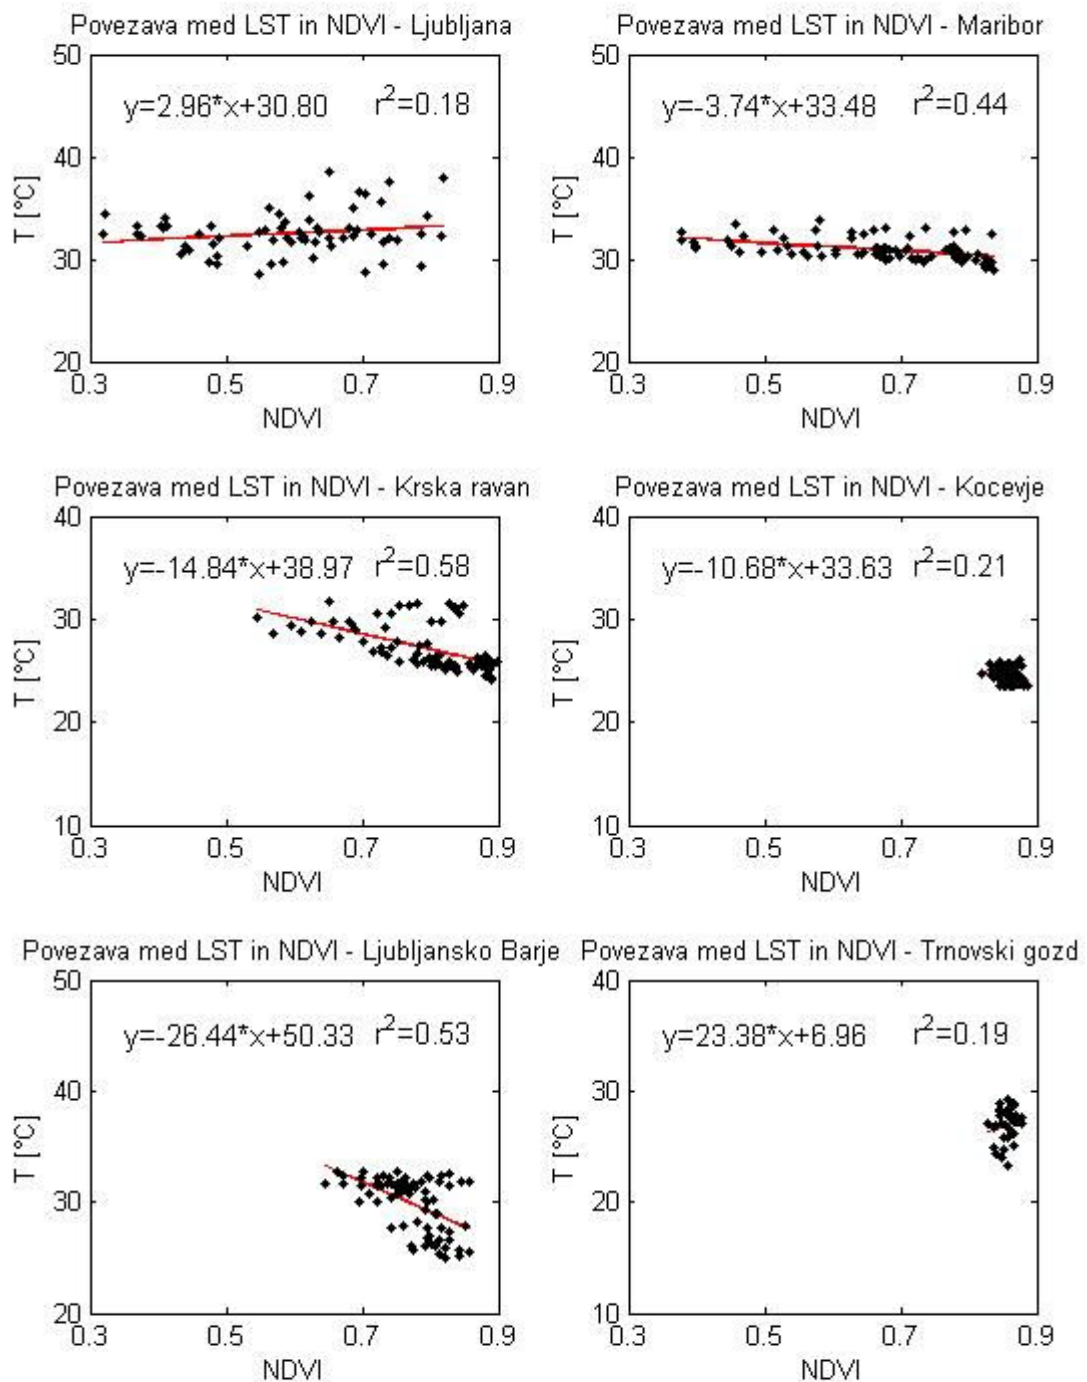 Povezava med LST in NDVI - Ljubljana
50
y=2.96*x+30.80 r²=0.18
40
T [°C]
30
20
0.3 0.5 0.7 0.9
NDVI
Povezava med LST in NDVI - Maribor
50
y=-3.74*x+33.48 r²=0.44
40
T [°C]
30
20
0.3 0.5 0.7 0.9
NDVI
Povezava med LST in NDVI - Krska ravan
40
y=-14.84*x+38.97 r²=0.58
30
T [°C]
20
10
0.3 0.5 0.7 0.9
NDVI
Povezava med LST in NDVI - Kocevje
40
y=-10.68*x+33.63 r²=0.21
30
T [°C]
20
10
0.3 0.5 0.7 0.9
NDVI
Povezava med LST in NDVI - Ljubljansko Barje
50
y=-26.44*x+50.33 r²=0.53
40
T [°C]
30
20
0.3 0.5 0.7 0.9
NDVI
Povezava med LST in NDVI - Trnovski gozd
40
y=23.38*x+6.96 r²=0.19
30
T [°C]
20
10
0.3 0.5 0.7 0.9
NDVI